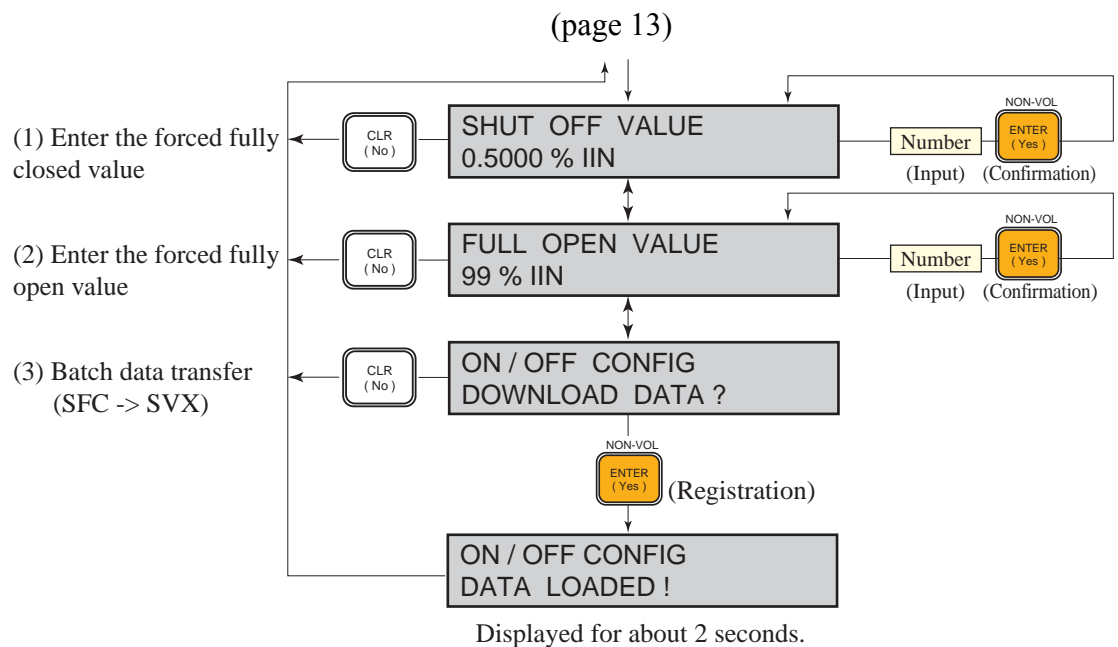 (page 13)
(1) Enter the forced fully
closed value
CLR
( No )
SHUT OFF VALUE
0.5000 % IIN
Number
(Input)
NON-VOL
ENTER
( Yes )
(Confirmation)
(2) Enter the forced fully
open value
CLR
( No )
FULL OPEN VALUE
99 % IIN
Number
(Input)
NON-VOL
ENTER
( Yes )
(Confirmation)
(3) Batch data transfer
(SFC -> SVX)
CLR
( No )
ON / OFF CONFIG
DOWNLOAD DATA ?
NON-VOL
ENTER
( Yes )
(Registration)
ON / OFF CONFIG
DATA LOADED !
Displayed for about 2 seconds.